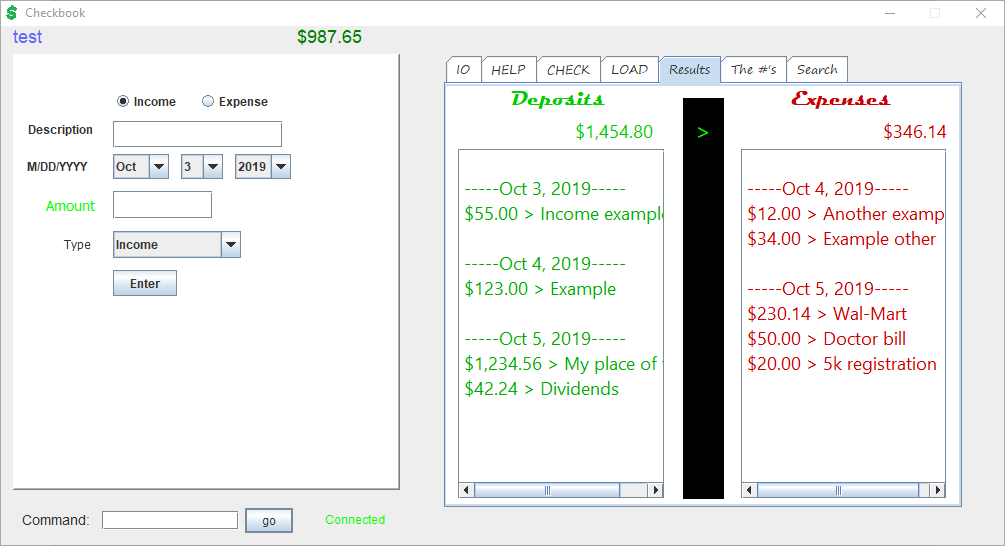 Checkbook
test $987.65
Income Expense
Description
M/DD/YYYY Oct 3 2019
Amount
Type Income
Enter
Command: go Connected
IO HELP CHECK LOAD Results The #'s Search
Deposits > Expenses
$1,454.80 $346.14
-----Oct 3, 2019-----
$55.00 > Income example
-----Oct 4, 2019-----
$123.00 > Example
-----Oct 5, 2019-----
$1,234.56 > My place of
$42.24 > Dividends
-----Oct 4, 2019-----
$12.00 > Another examp
$34.00 > Example other
-----Oct 5, 2019-----
$230.14 > Wal-Mart
$50.00 > Doctor bill
$20.00 > 5k registration